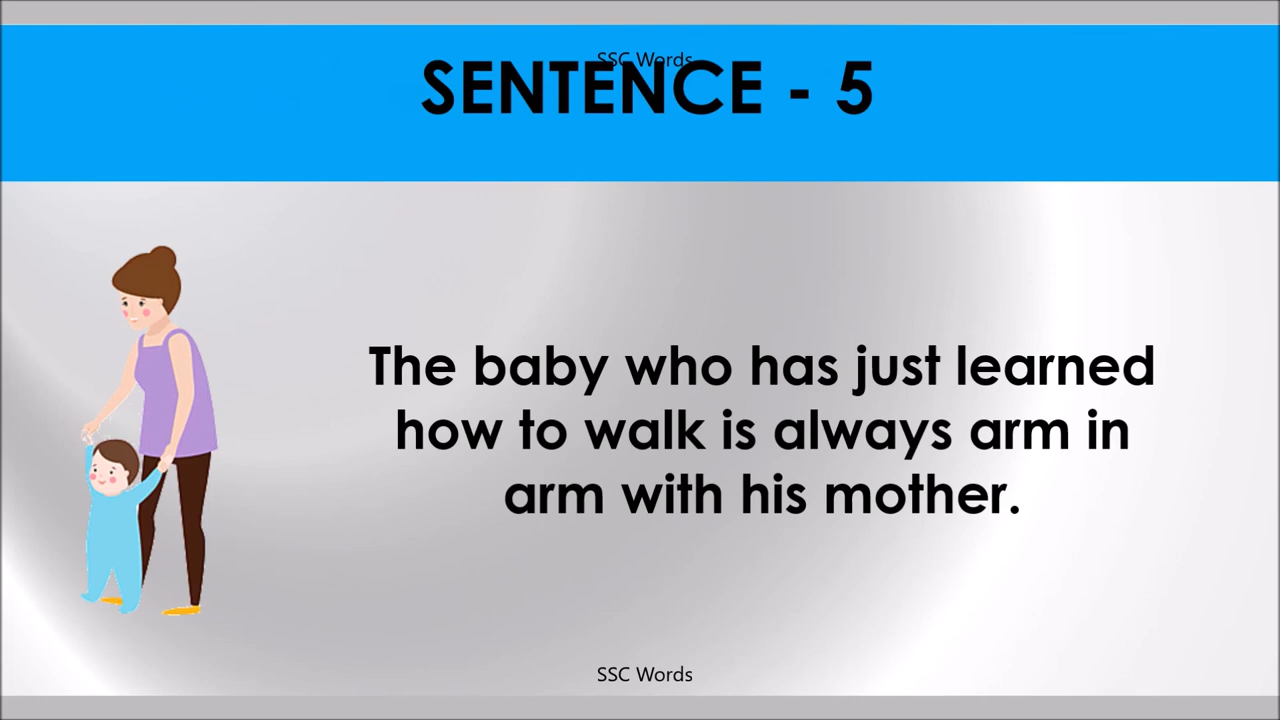 SSC Words
SENTENCE - 5
The baby who has just learned
how to walk is always arm in
arm with his mother.
SSC Words